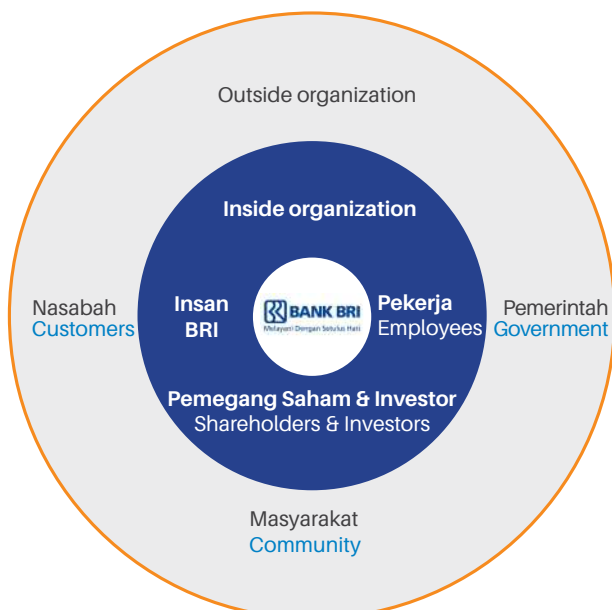 Outside organization
Inside organization
Nasabah
Customers
Insan
BRI
BANK BRI
Melayani Dengan Setulus Hati
Pekerja
Employees
Pemerintah
Government
Pemegang Saham & Investor
Shareholders & Investors
Masyarakat
Community